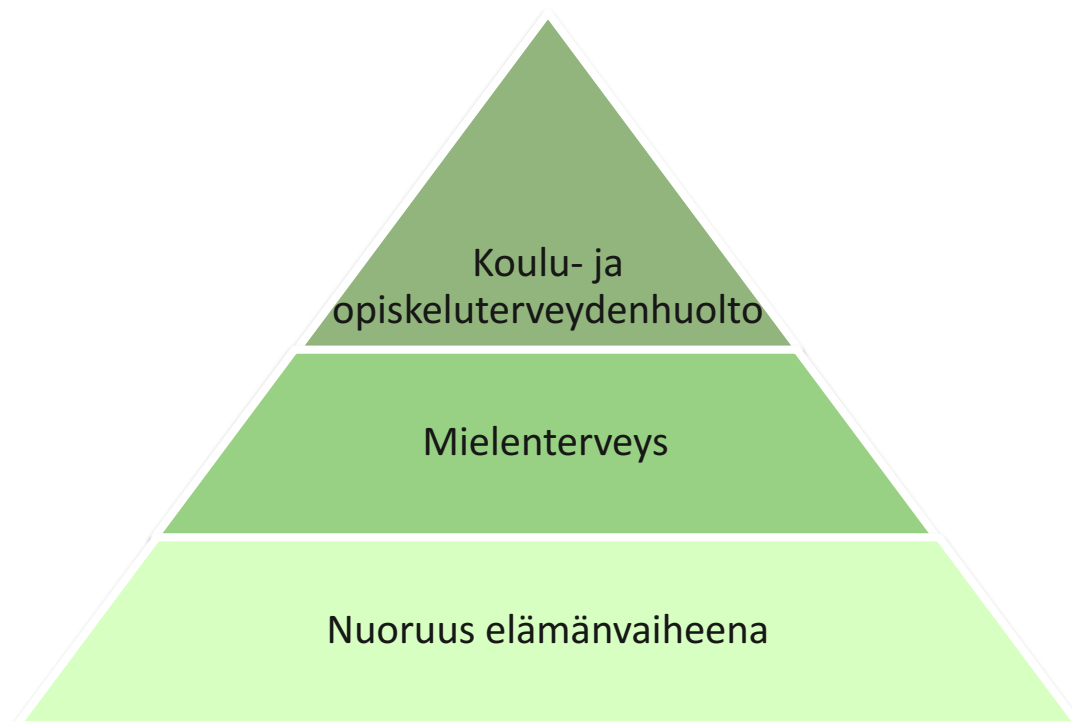 Koulu- ja
opiskeluterveydenhuolto
Mielenterveys
Nuoruus elämänvaiheena